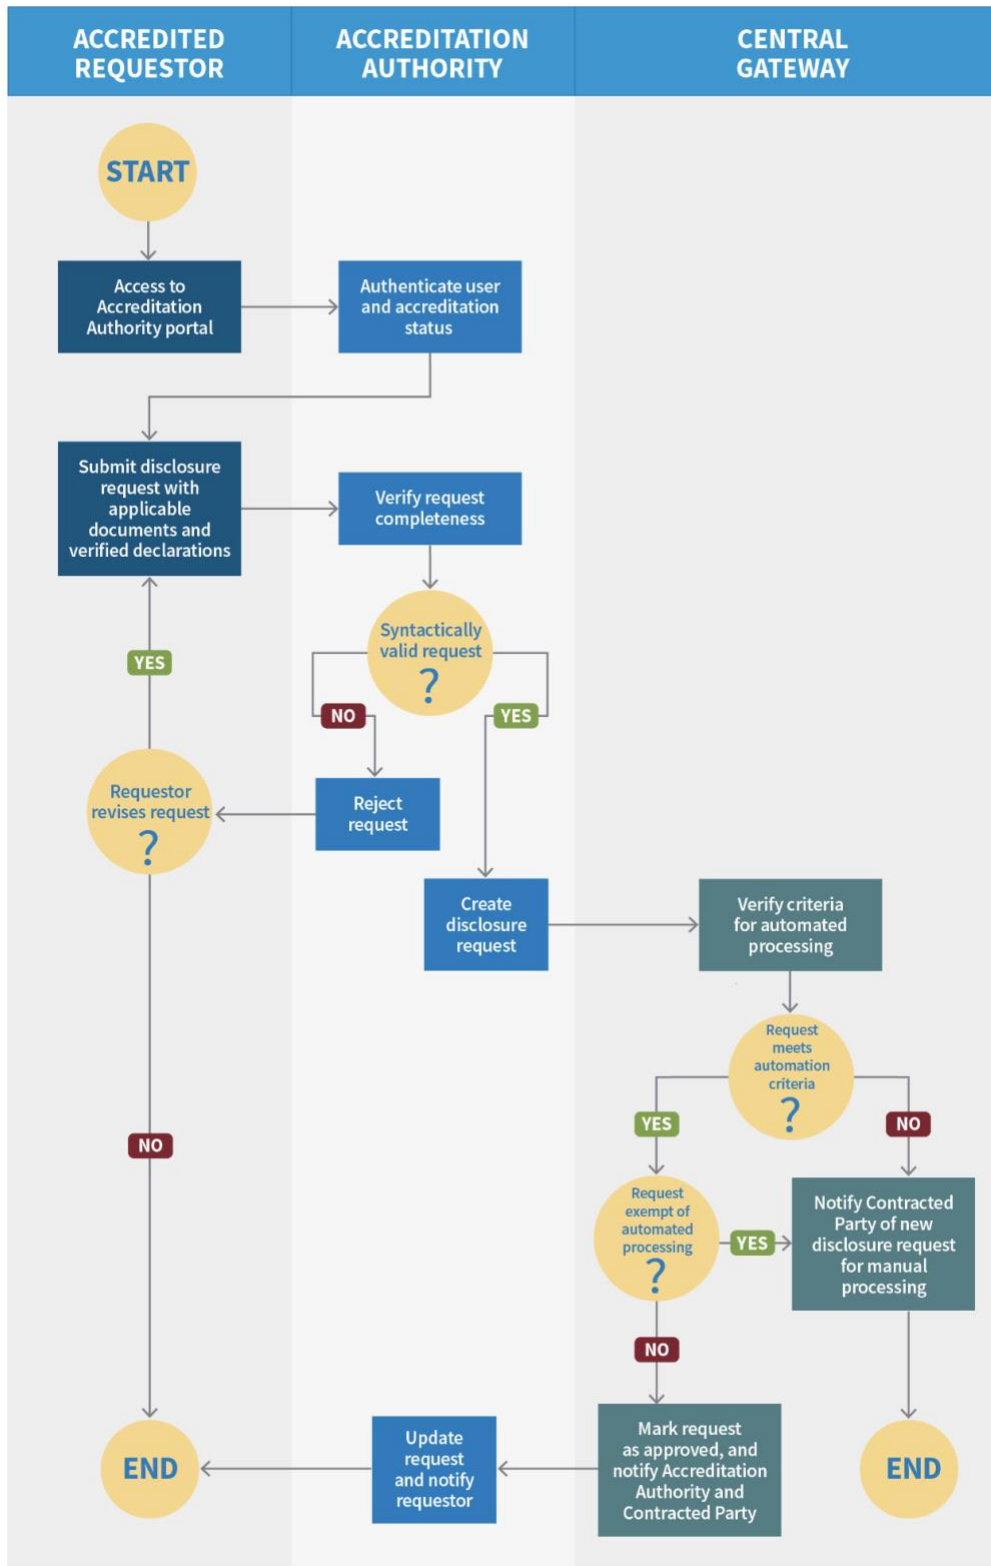 ACCREDITED
REQUESTOR
ACCREDITATION
AUTHORITY
CENTRAL
GATEWAY
START
Access to
Accreditation
Authority portal
Authenticate user
and accreditation
status
Submit disclosure
request with
applicable
documents and
verified declarations
Verify request
completeness
Syntactically
valid request
?
NO
YES
YES
Requestor
revises request
?
Reject
request
Create
disclosure
request
Verify criteria
for automated
processing
Request
meets
automation
criteria
?
YES
NO
NO
Request
exempt of
automated
processing
?
YES
Notify Contracted
Party of new
disclosure request
for manual
processing
NO
END
Update
request
and notify
requestor
Mark request
as approved, and
notify Accreditation
Authority and
Contracted Party
END